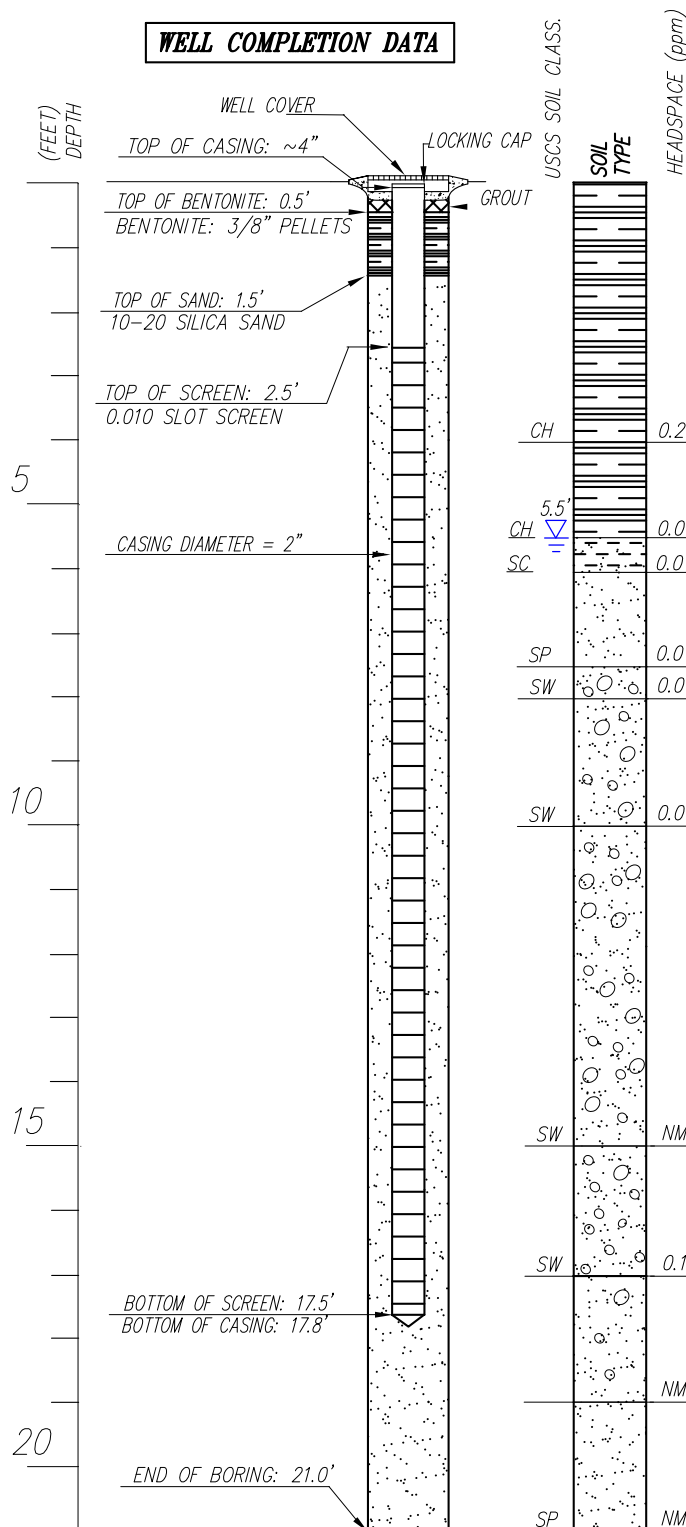 WELL COMPLETION DATA
(FEET)
DEPTH
USCS SOIL CLASS.
SOIL
TYPE
HEADSPACE (ppm)
WELL COVER
TOP OF CASING: ~4"
LOCKING CAP
TOP OF BENTONITE: 0.5'
GROUT
BENTONITE: 3/8" PELLETS
TOP OF SAND: 1.5'
10-20 SILICA SAND
TOP OF SCREEN: 2.5'
0.010 SLOT SCREEN
CH 0.2
5
5.5'
CH 0.0
CASING DIAMETER = 2"
SC 0.0
SP 0.0
SW 0.0
10
SW 0.0
15
SW NM
SW 0.1
BOTTOM OF SCREEN: 17.5'
BOTTOM OF CASING: 17.8'
NM
20
END OF BORING: 21.0'
SP NM